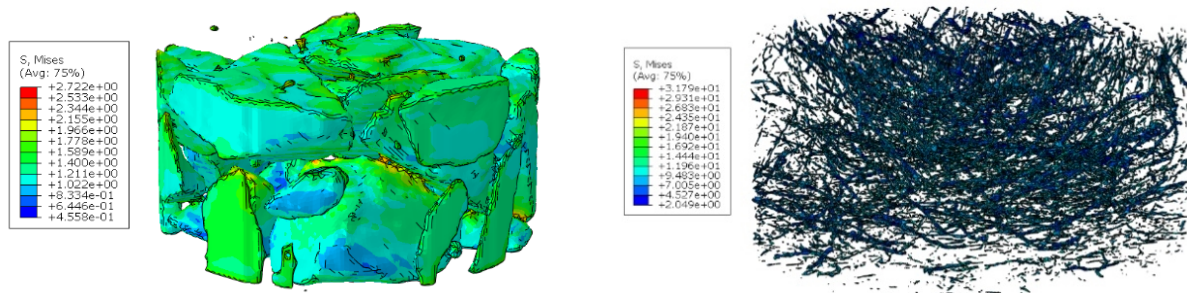 S, Mises
(Avg: 75%)
+2.722e+00
+2.533e+00
+2.344e+00
+2.155e+00
+1.966e+00
+1.778e+00
+1.589e+00
+1.400e+00
+1.211e+00
+1.022e+00
+8.334e-01
+6.446e-01
+4.558e-01
S, Mises
(Avg: 75%)
+3.179e+01
+2.931e+01
+2.683e+01
+2.435e+01
+2.187e+01
+1.940e+01
+1.692e+01
+1.444e+01
+1.196e+01
+9.483e+00
+7.005e+00
+4.527e+00
+2.049e+00